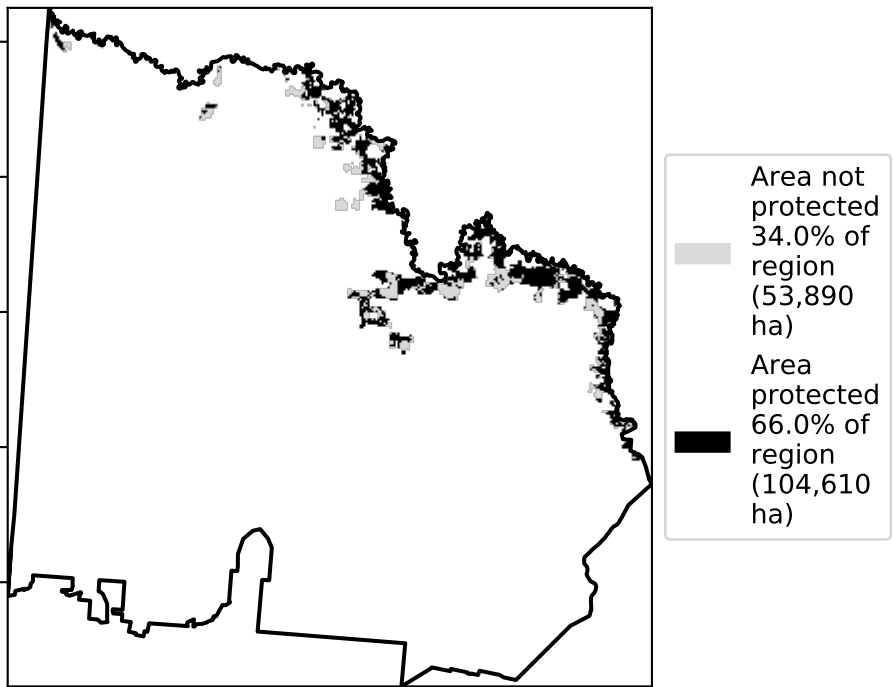 Area not
protected
34.0% of
region
(53,890
ha)
Area
protected
66.0% of
region
(104,610
ha)